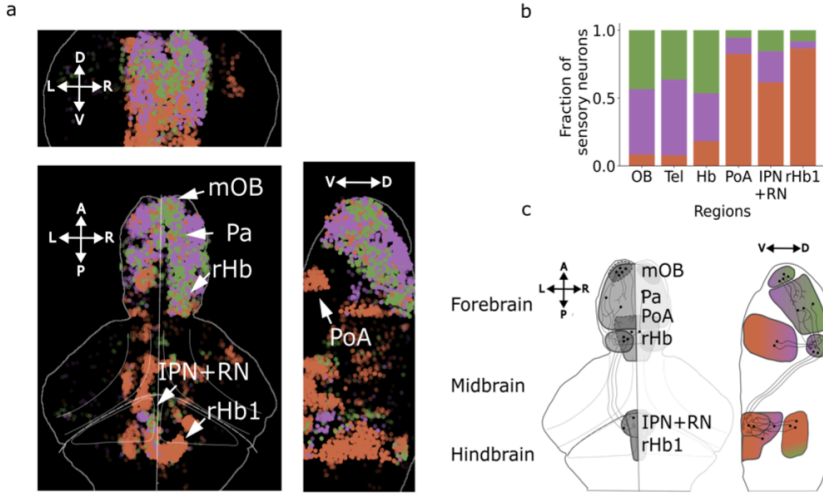 a
D
L R
V
A
L R
P
mOB
Pa
rHb
IPN+RN
rHb1
V D
PoA
b
Fraction of
sensory neurons
1.0
0.5
0.0
OB Tel Hb PoA IPN rHb1
+RN
Regions
c
A
L R
P
Forebrain
Midbrain
Hindbrain
mOB
Pa
PoA
rHb
IPN+RN
rHb1
V D